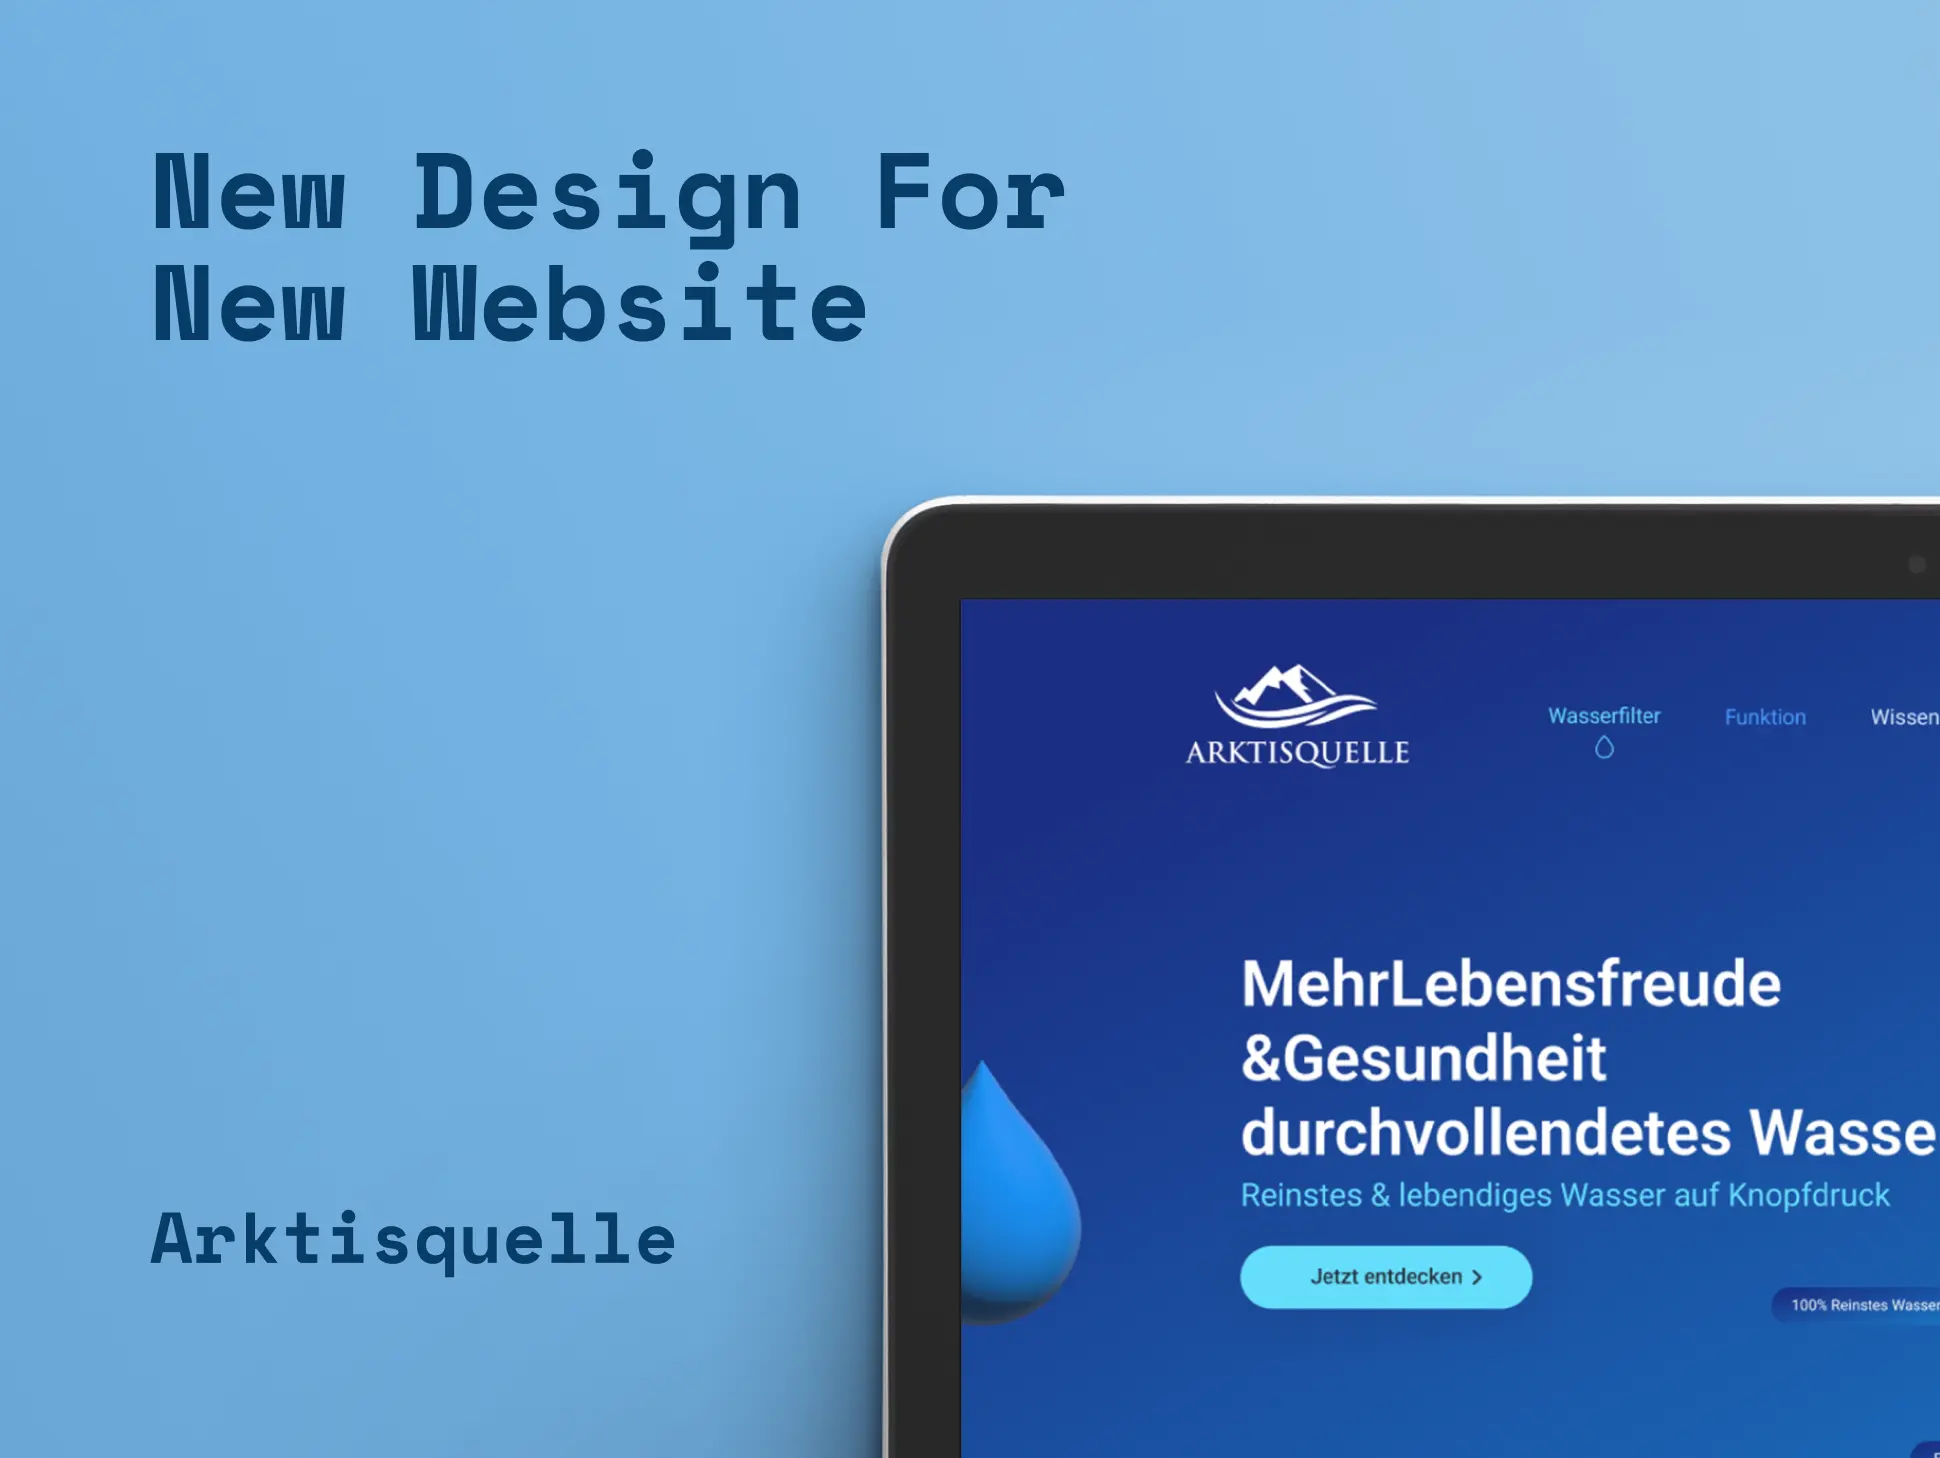 New Design For
New Website
ARKTISQUELLE
Wasserfilter
Funktion
Wissen
MehrLebensfreude
&Gesundheit
durchvollendetes Wasse
Reinstes & lebendiges Wasser auf Knopfdruck
Jetzt entdecken >
100% Reinstes Wasser
Arktisquelle